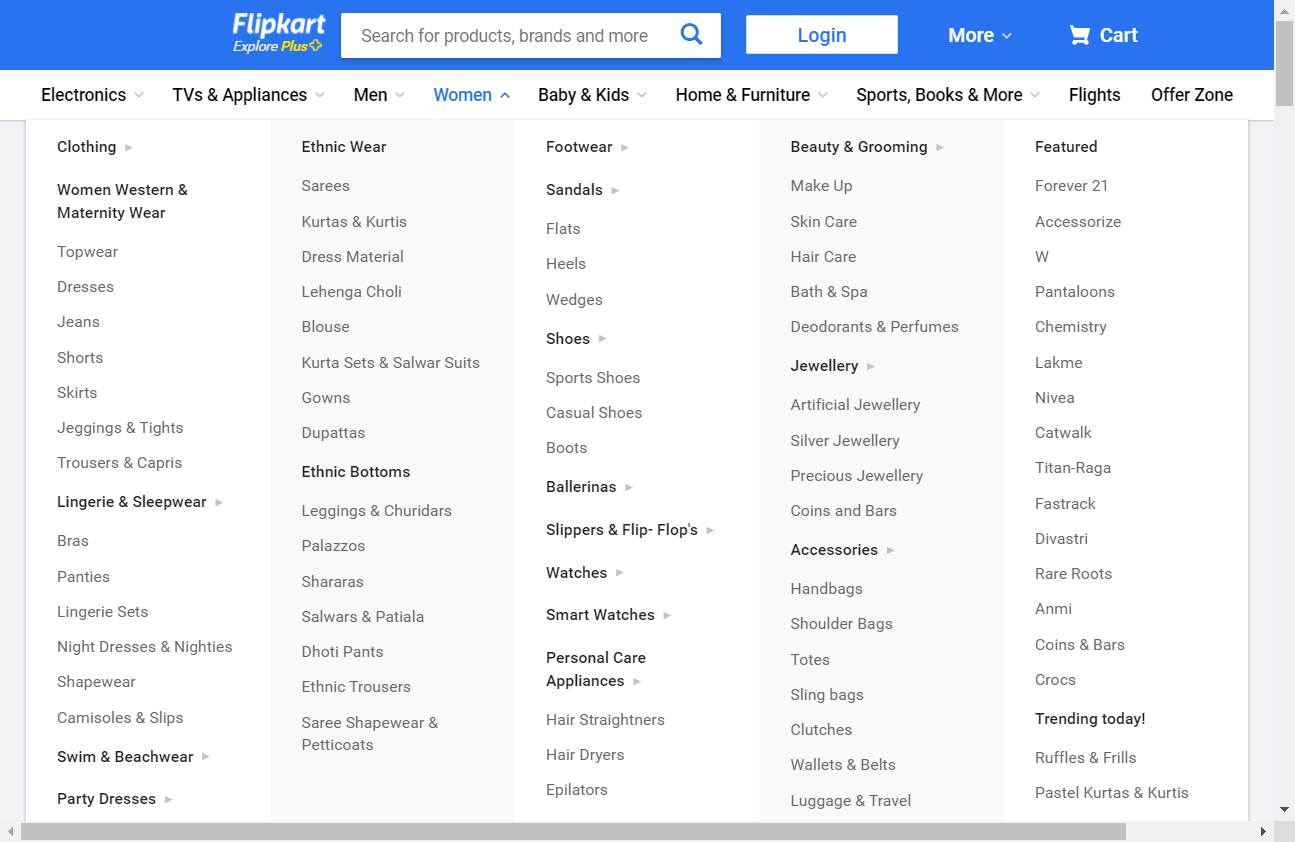 Flipkart
Explore Plus
Search for products, brands and more
Login
More
Cart
Electronics
TVs & Appliances
Men
Women
Baby & Kids
Home & Furniture
Sports, Books & More
Flights
Offer Zone
Clothing
Women Western &
Maternity Wear
Topwear
Dresses
Jeans
Shorts
Skirts
Jeggings & Tights
Trousers & Capris
Lingerie & Sleepwear
Bras
Panties
Lingerie Sets
Night Dresses & Nighties
Shapewear
Camisoles & Slips
Swim & Beachwear
Party Dresses
Ethnic Wear
Sarees
Kurtas & Kurtis
Dress Material
Lehenga Choli
Blouse
Kurta Sets & Salwar Suits
Gowns
Dupattas
Ethnic Bottoms
Leggings & Churidars
Palazzos
Shararas
Salwars & Patiala
Dhoti Pants
Ethnic Trousers
Saree Shapewear &
Petticoats
Footwear
Sandals
Flats
Heels
Wedges
Shoes
Sports Shoes
Casual Shoes
Boots
Ballerinas
Slippers & Flip- Flop's
Watches
Smart Watches
Personal Care
Appliances
Hair Straightners
Hair Dryers
Epilators
Beauty & Grooming
Make Up
Skin Care
Hair Care
Bath & Spa
Deodorants & Perfumes
Jewellery
Artificial Jewellery
Silver Jewellery
Precious Jewellery
Coins and Bars
Accessories
Handbags
Shoulder Bags
Totes
Sling bags
Clutches
Wallets & Belts
Luggage & Travel
Featured
Forever 21
Accessorize
W
Pantaloons
Chemistry
Lakme
Nivea
Catwalk
Titan-Raga
Fastrack
Divastri
Rare Roots
Anmi
Coins & Bars
Crocs
Trending today!
Ruffles & Frills
Pastel Kurtas & Kurtis